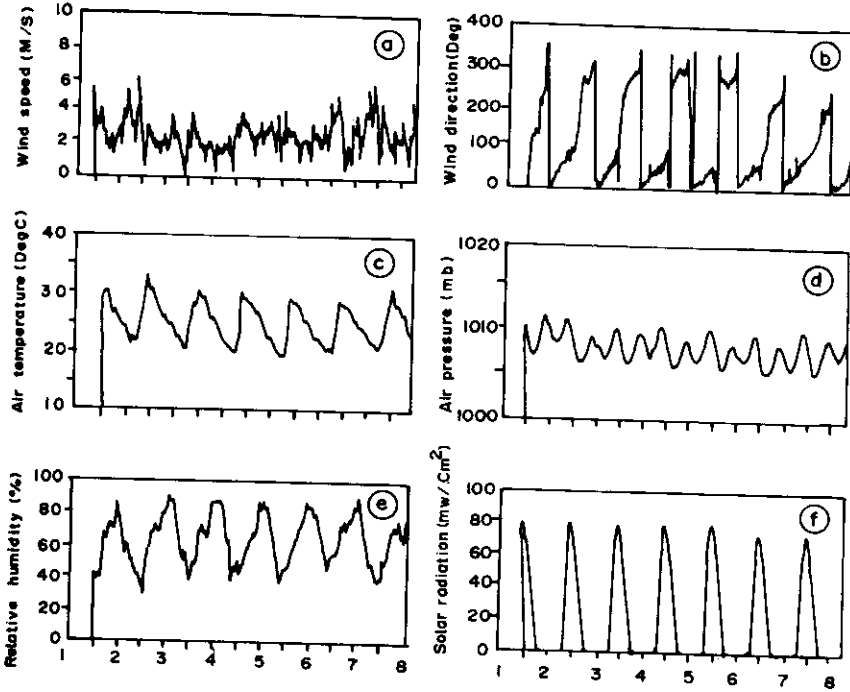 Wind speed (M/S)
10
8
6
4
2
0
a
Wind direction(Deg)
400
300
200
100
0
b
Air temperature (DegC)
40
30
20
10
c
Air pressure (mb)
1020
1010
1000
d
Relative humidity (%)
100
80
60
40
20
0
e
1 2 3 4 5 6 7 8
Solar radiation (mw/.Cm2)
100
80
60
40
20
0
f
1 2 3 4 5 6 7 8